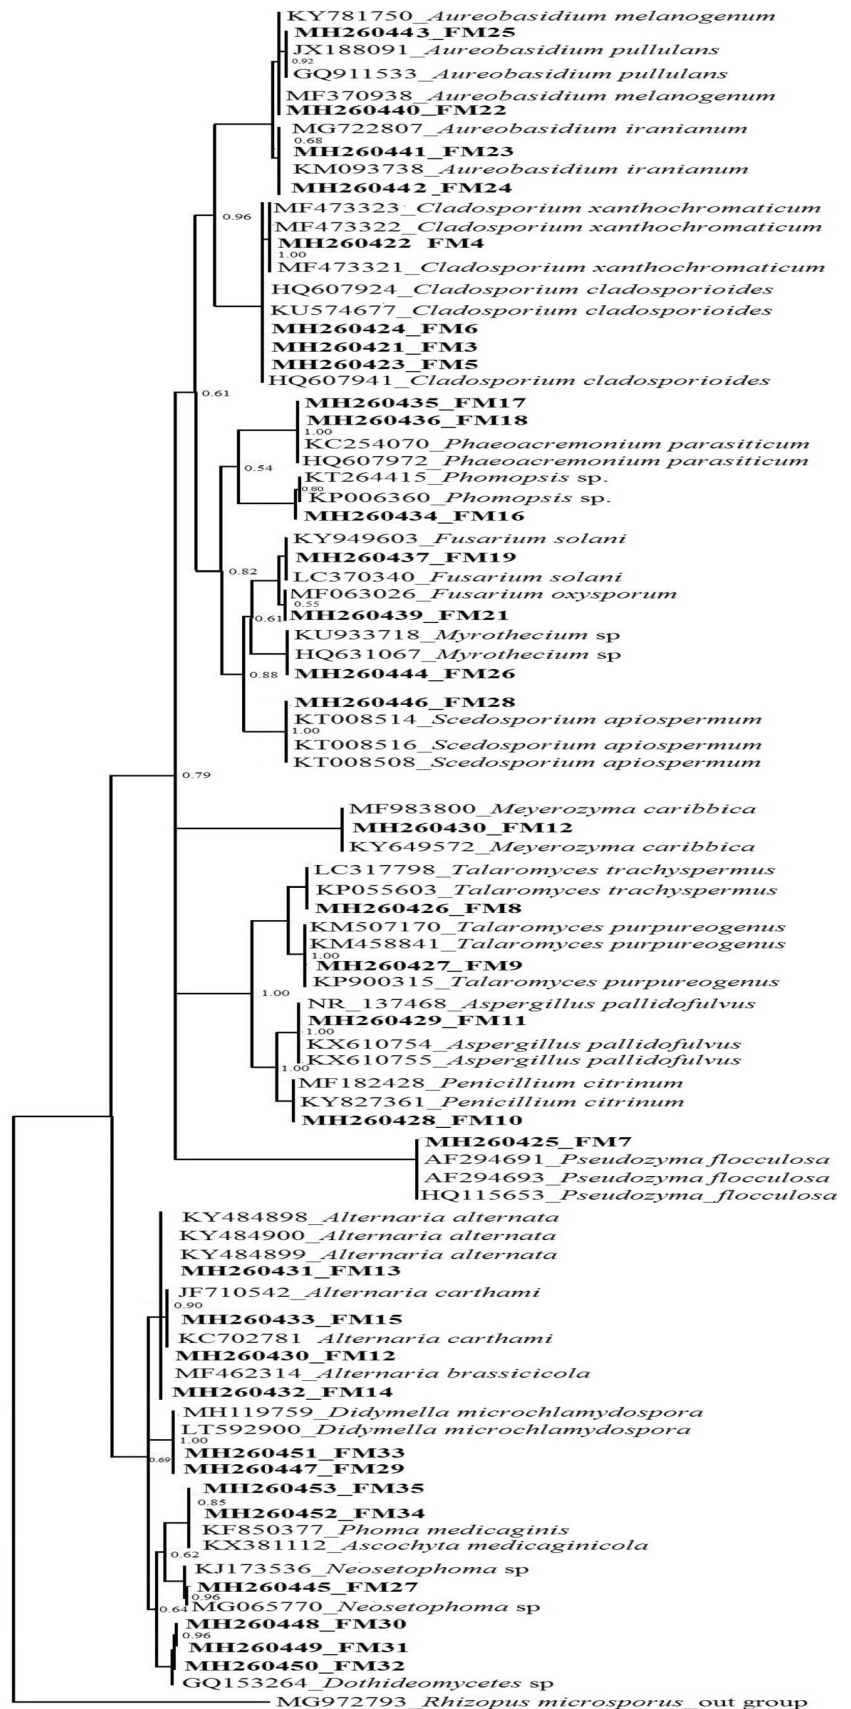 KY781750_Aureobasidium melanogenum
MH260443_FM25
JX188091_Aureobasidium pullulans
0.92
GQ911533_Aureobasidium pullulans
MF370938_Aureobasidium melanogenum
MH260440_FM22
MG722807_Aureobasidium iranianum
0.68
MH260441_FM23
KM093738_Aureobasidium iranianum
MH260442_FM24
MF473323_Cladosporium xanthochromaticum
0.96
MF473322_Cladosporium xanthochromaticum
MH260422 FM4
1.00
MF473321_Cladosporium xanthochromaticum
HQ607924_Cladosporium cladosporioides
KU574677_Cladosporium cladosporioides
MH260424_FM6
MH260421_FM3
MH260423_FM5
HQ607941_Cladosporium cladosporioides
0.61
MH260435_FM17
MH260436_FM18
1.00
KC254070_Phaeoacremonium parasiticum
HQ607972_Phaeoacremonium parasiticum
0.54
KT264415_Phomopsis sp.
0.80
KP006360_Phomopsis sp.
MH260434_FM16
KY949603_Fusarium solani
MH260437_FM19
0.82
LC370340_Fusarium solani
MF063026_Fusarium oxysporum
0.55
MH260439_FM21
0.61
KU933718_Myrothecium sp
HQ631067_Myrothecium sp
0.88
MH260444_FM26
MH260446_FM28
KT008514_Scedosporium apiospermum
1.00
KT008516_Scedosporium apiospermum
KT008508_Scedosporium apiospermum
0.79
MF983800_Meyerozyma caribbica
MH260430_FM12
KY649572_Meyerozyma caribbica
LC317798_Talaromyces trachyspermus
KP055603_Talaromyces trachyspermus
MH260426_FM8
KM507170_Talaromyces purpureogenus
KM458841_Talaromyces purpureogenus
1.00
MH260427_FM9
KP900315_Talaromyces purpureogenus
1.00
NR_137468_Aspergillus pallidofulvus
MH260429_FM11
1.00
KX610754_Aspergillus pallidofulvus
KX610755_Aspergillus pallidofulvus
1.00
MF182428_Penicillium citrinum
KY827361_Penicillium citrinum
MH260428_FM10
MH260425_FM7
AF294691_Pseudozyma flocculosa
AF294693_Pseudozyma flocculosa
HQ115653_Pseudozyma_flocculosa
KY484898_Alternaria alternata
KY484900_Alternaria alternata
KY484899_Alternaria alternata
MH260431_FM13
JF710542_Alternaria carthami
0.90
MH260433_FM15
KC702781 Alternaria carthami
MH260430_FM12
MF462314_Alternaria brassicicola
MH260432_FM14
MH119759_Didymella microchlamydospora
LT592900_Didymella microchlamydospora
1.00
MH260451_FM33
0.69
MH260447_FM29
MH260453_FM35
0.85
MH260452_FM34
KF850377_Phoma medicaginis
KX381112_Ascochyta medicaginicola
0.62
KJ173536_Neosetophoma sp
MH260445_FM27
0.96
MG065770_Neosetophoma sp
0.64
MH260448_FM30
0.96
MH260449_FM31
MH260450_FM32
GQ153264_Dothideomycetes sp
MG972793_Rhizopus microsporus_out group